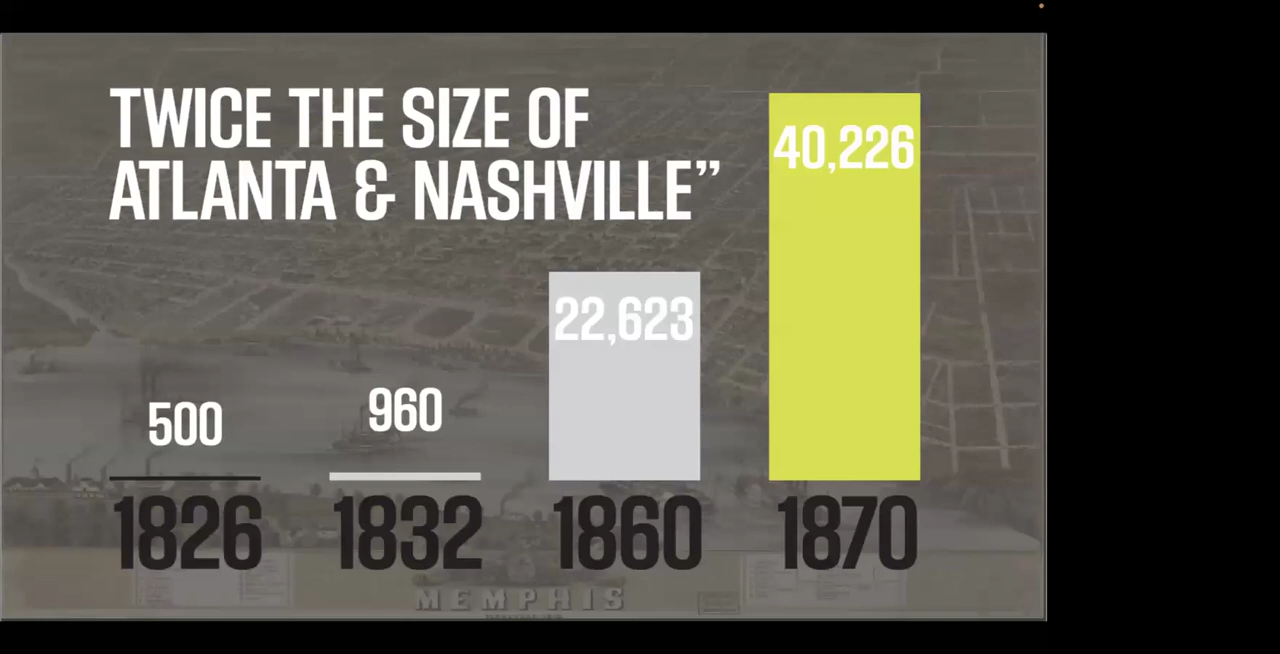 TWICE THE SIZE OF
ATLANTA & NASHVILLE”
40,226
22,623
960
500
1826 1832 1860 1870
MEMPHIS